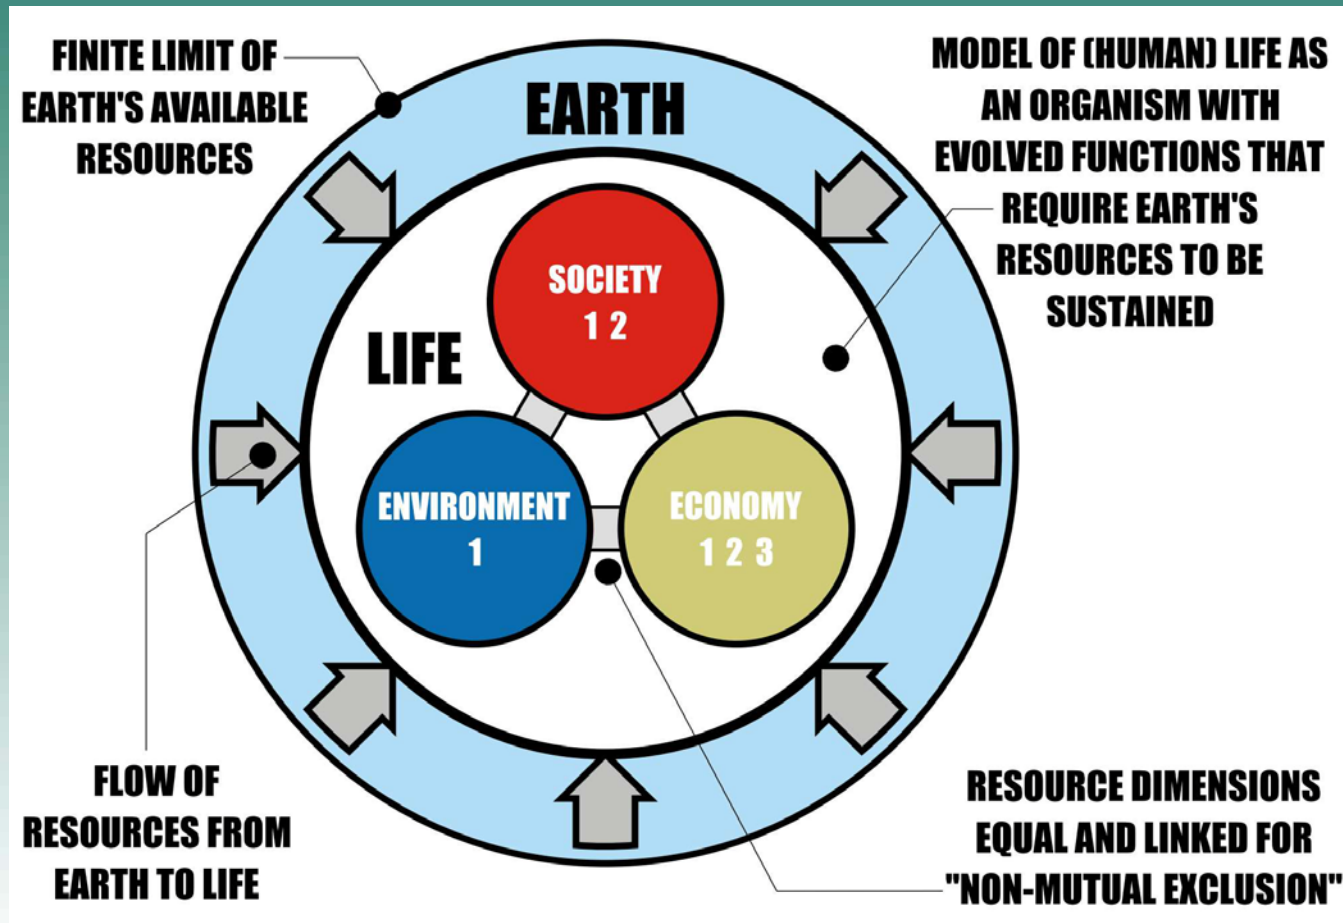 FINITE LIMIT OF
EARTH'S AVAILABLE
RESOURCES
EARTH
MODEL OF (HUMAN) LIFE AS
AN ORGANISM WITH
EVOLVED FUNCTIONS THAT
REQUIRE EARTH'S
RESOURCES TO BE
SUSTAINED
SOCIETY
1 2
LIFE
ENVIRONMENT
1
ECONOMY
1 2 3
FLOW OF
RESOURCES FROM
EARTH TO LIFE
RESOURCE DIMENSIONS
EQUAL AND LINKED FOR
"NON-MUTUAL EXCLUSION"